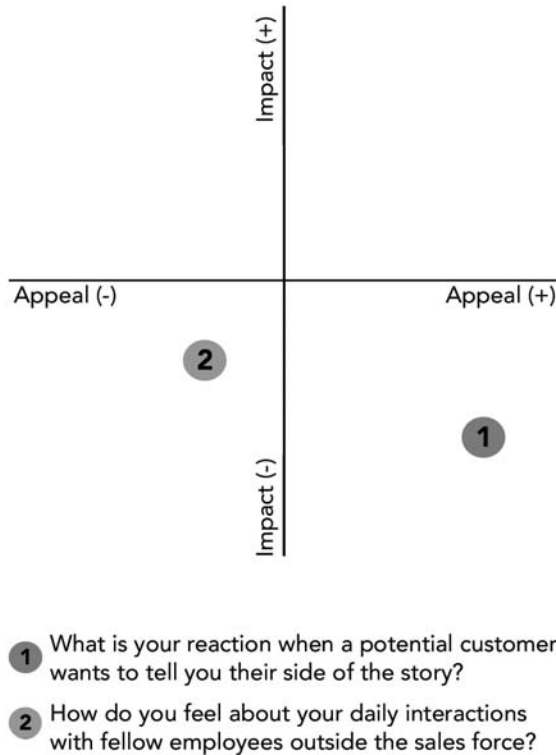 Impact (+)
Appeal (-)
Appeal (+)
2
1
Impact (-)
1 What is your reaction when a potential customer
wants to tell you their side of the story?
2 How do you feel about your daily interactions
with fellow employees outside the sales force?